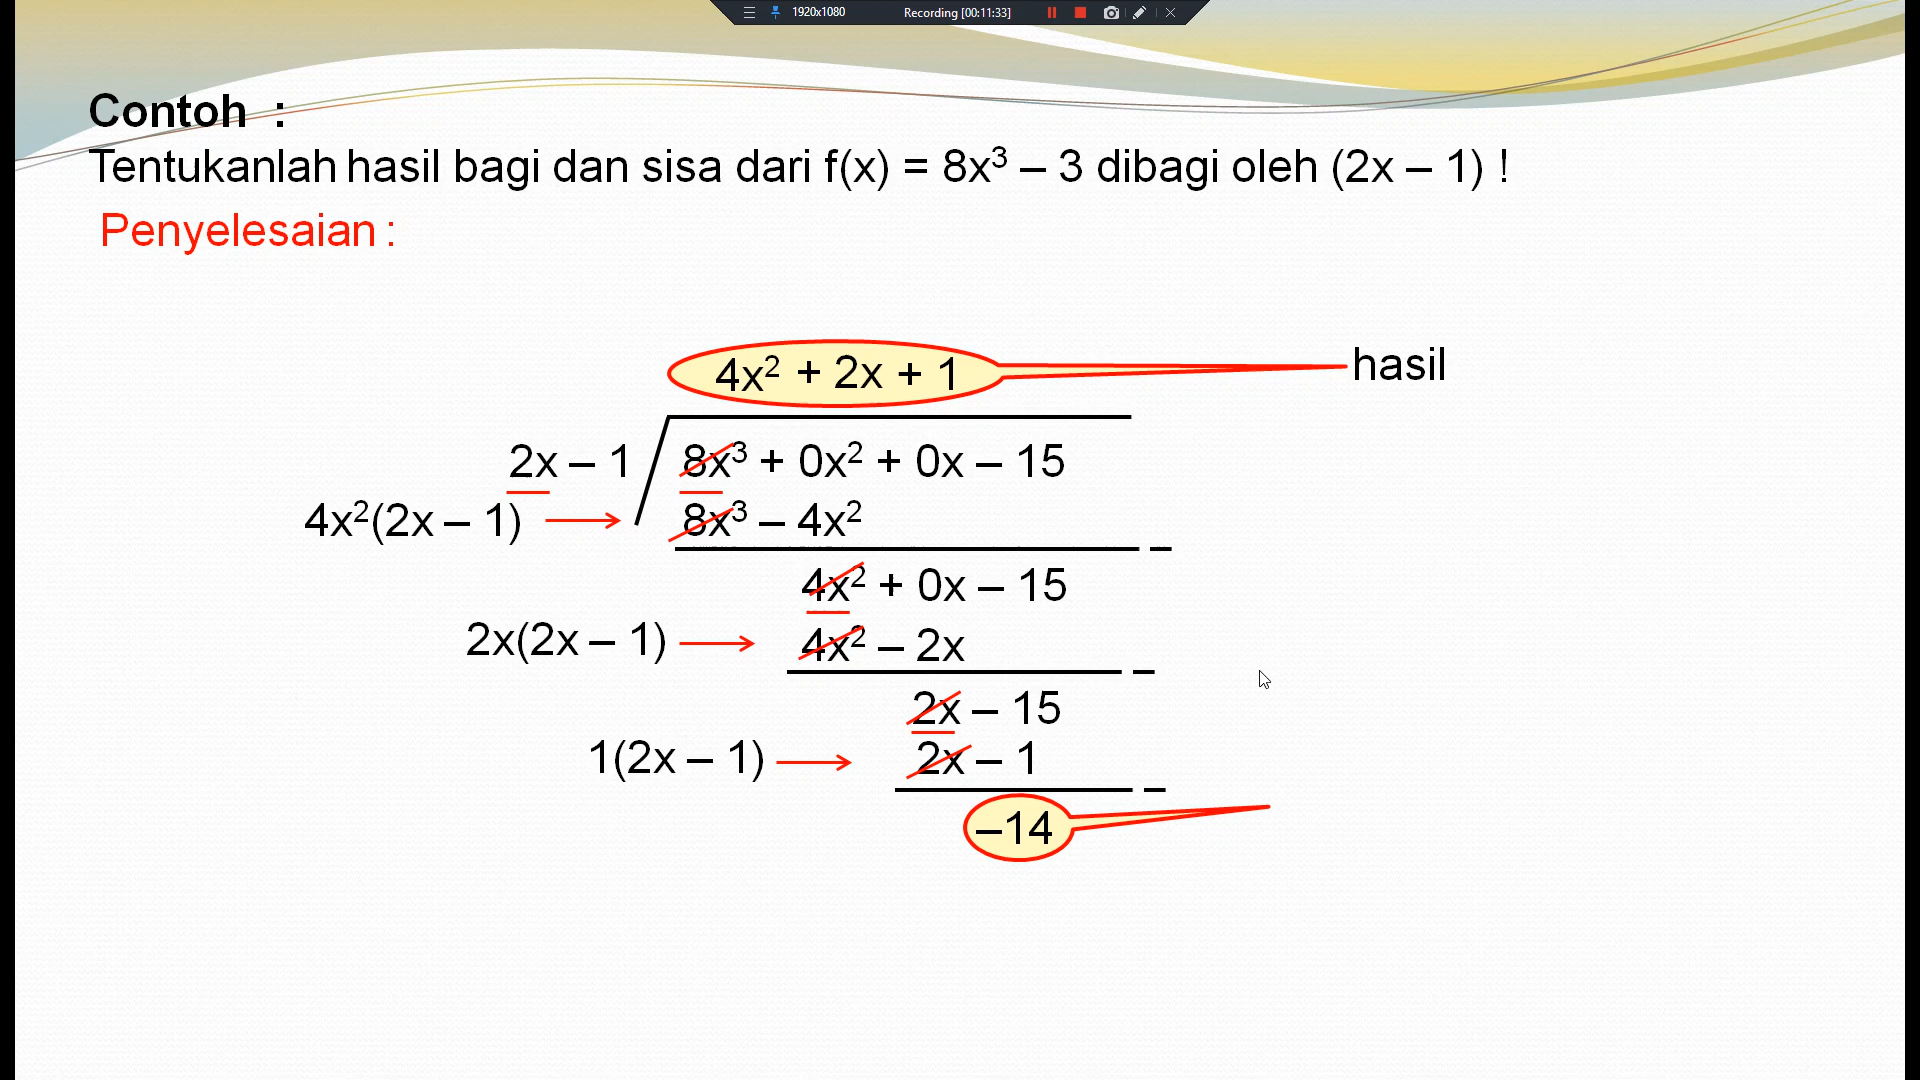 1920x1080 Recording [00:11:33]
Contoh :
Tentukanlah hasil bagi dan sisa dari f(x) = 8x³ – 3 dibagi oleh (2x – 1) !
Penyelesaian :
4x² + 2x + 1 hasil
2x – 1 8x³ + 0x² + 0x – 15
4x²(2x – 1) → 8x³ – 4x²
–
4x² + 0x – 15
2x(2x – 1) → 4x² – 2x
–
2x – 15
1(2x – 1) → 2x – 1
–
–14